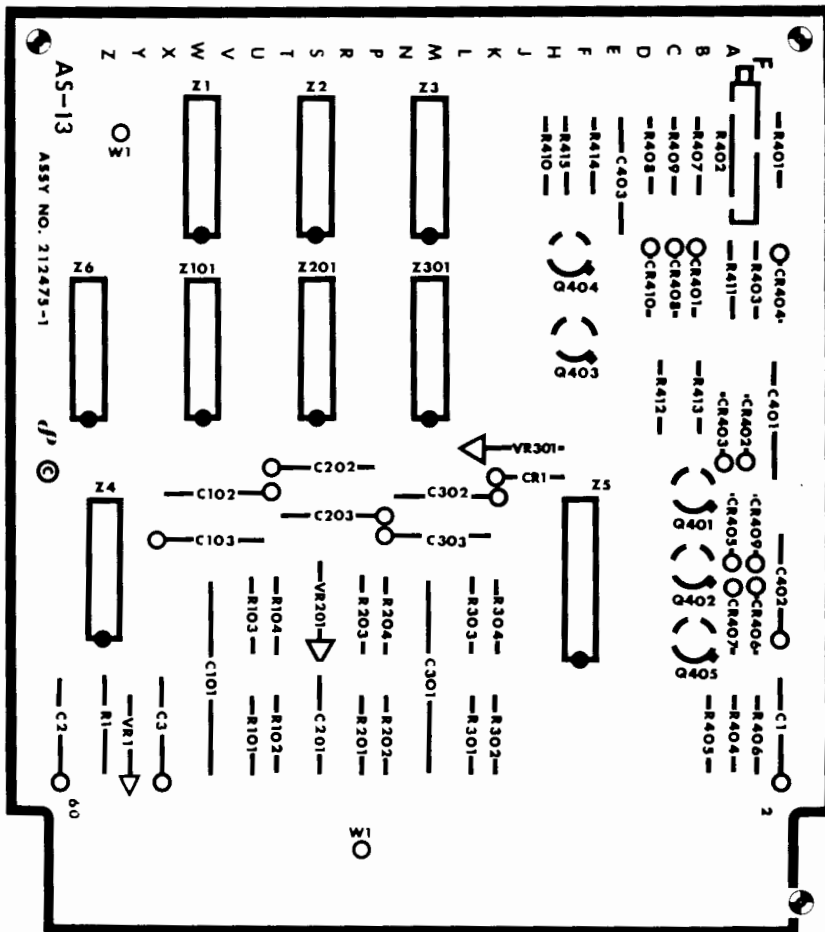 Z Y X W V U T S R P N M L K J H F E D C B A F
AS-13
ASSY NO. 212475-1
©
W1
Z1
Z2
Z3
R410
R415
R414
C403
R408
R409
R407
R402
R401
Z6
Z101
Z201
Z301
Q404
CR410
CR408
CR401
R411
R403
CR404
Q403
R412
R413
CR403
CR402
C401
VR301
C202
CR1
C102
C302
Z4
Z5
C203
Q401
CR405
CR409
C103
C303
C402
Q402
R103
R104
VR201
R203
R204
R303
R304
CR407
CR406
Q405
C101
C301
C2
R1
VR1
C3
R101
R102
C201
R201
R202
R301
R302
R405
R404
R406
C1
60
2
W1